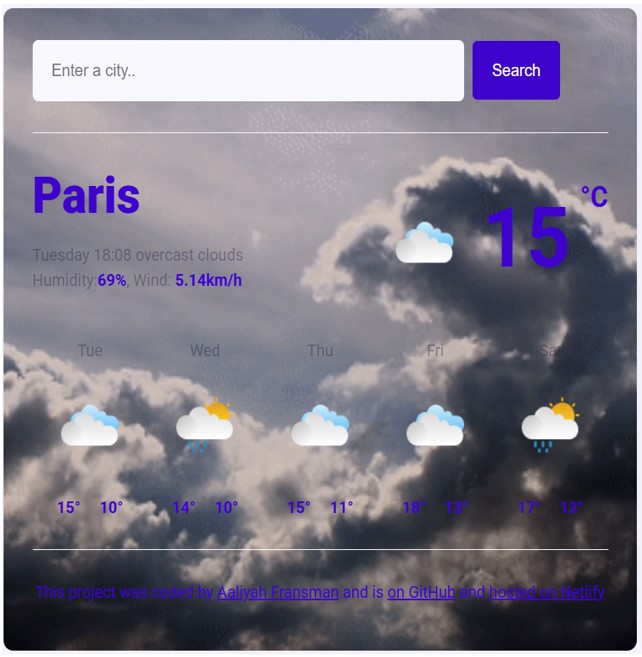 Enter a city..
Search
Paris
15 °C
Tuesday 18:08 overcast clouds
Humidity:69%, Wind: 5.14km/h
Tue Wed Thu Fri Sat
15° 10° 14° 10° 15° 11° 18° 13° 17° 13°
This project was coded by Aaliyah Fransman and is on GitHub and hosted on Netlify